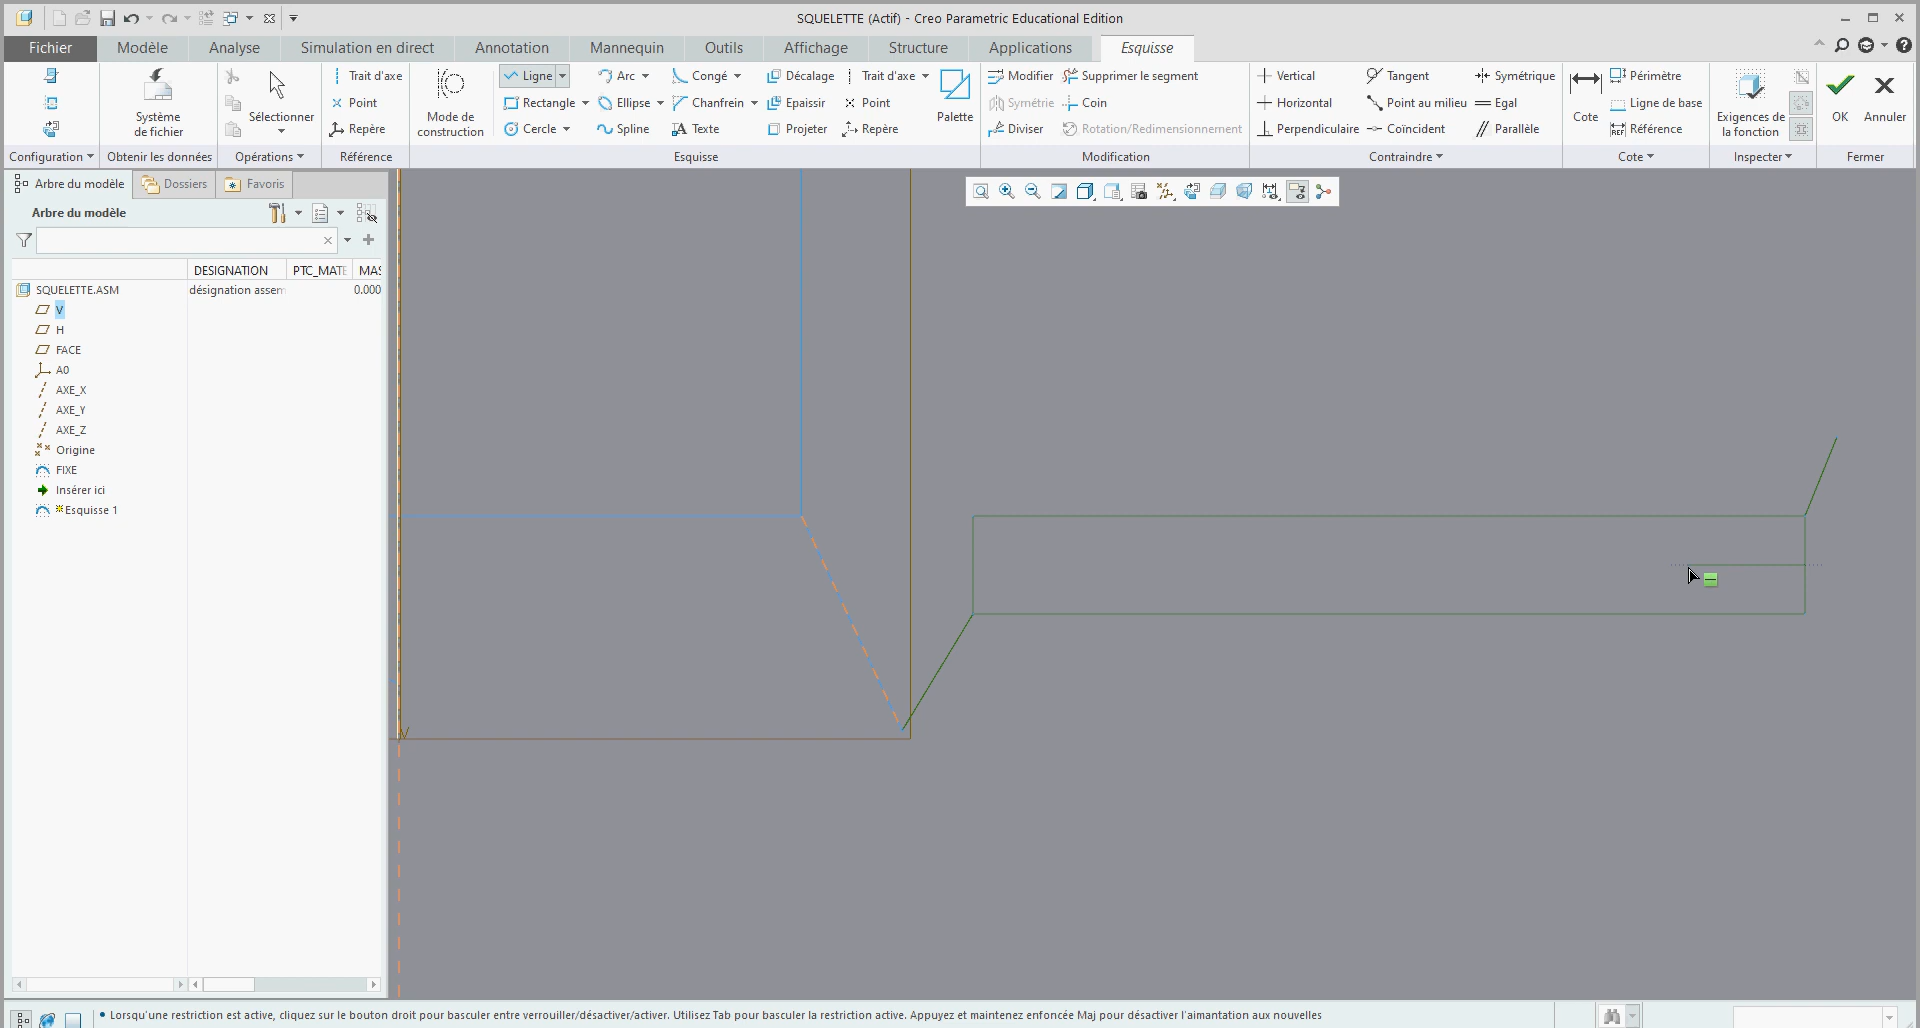 SQUELETTE (Actif) - Creo Parametric Educational Edition
Fichier Modèle Analyse Simulation en direct Annotation Mannequin Outils Affichage Structure Applications Esquisse
Trait d'axe Ligne Arc Congé Décalage Trait d'axe Modifier Supprimer le segment Vertical Tangent Symétrique Périmètre
Point Rectangle Ellipse Chanfrein Epaissir Point Symétrie Coin Horizontal Point au milieu Egal Ligne de base
Système de fichier Sélectionner Mode de construction Palette Cote Exigences de la fonction OK Annuler
Repère Cercle Spline Texte Projeter Repère Diviser Rotation/Redimensionnement Perpendiculaire Coïncident Parallèle Référence
Configuration Obtenir les données Opérations Référence Esquisse Modification Contraindre Cote Inspecter Fermer
Arbre du modèle Dossiers Favoris
Arbre du modèle
DESIGNATION PTC_MATE MAS
SQUELETTE.ASM désignation assem 0.000
V
H
FACE
A0
AXE_X
AXE_Y
AXE_Z
Origine
FIXE
Insérer ici
Esquisse 1
V
Lorsqu'une restriction est active, cliquez sur le bouton droit pour basculer entre verrouiller/désactiver/activer. Utilisez Tab pour basculer la restriction active. Appuyez et maintenez enfoncée Maj pour désactiver l'aimantation aux nouvelles